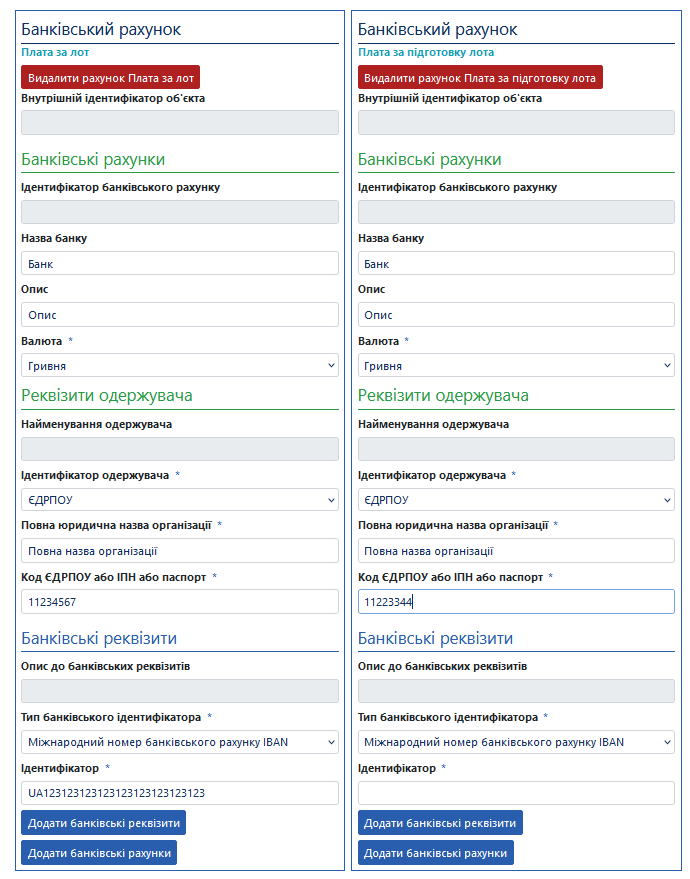 Банківський рахунок
Плата за лот
Видалити рахунок Плата за лот
Внутрішній ідентифікатор об'єкта
Банківські рахунки
Ідентифікатор банківського рахунку
Назва банку
Банк
Опис
Опис
Валюта *
Гривня
Реквізити одержувача
Найменування одержувача
Ідентифікатор одержувача *
ЄДРПОУ
Повна юридична назва організації *
Повна назва організації
Код ЄДРПОУ або ІПН або паспорт *
11234567
Банківські реквізити
Опис до банківських реквізитів
Тип банківського ідентифікатора *
Міжнародний номер банківського рахунку IBAN
Ідентифікатор *
UA123123123123123123123123123
Додати банківські реквізити
Додати банківські рахунки
Банківський рахунок
Плата за підготовку лота
Видалити рахунок Плата за підготовку лота
Внутрішній ідентифікатор об'єкта
Банківські рахунки
Ідентифікатор банківського рахунку
Назва банку
Банк
Опис
Опис
Валюта *
Гривня
Реквізити одержувача
Найменування одержувача
Ідентифікатор одержувача *
ЄДРПОУ
Повна юридична назва організації *
Повна назва організації
Код ЄДРПОУ або ІПН або паспорт *
11223344
Банківські реквізити
Опис до банківських реквізитів
Тип банківського ідентифікатора *
Міжнародний номер банківського рахунку IBAN
Ідентифікатор *
Додати банківські реквізити
Додати банківські рахунки